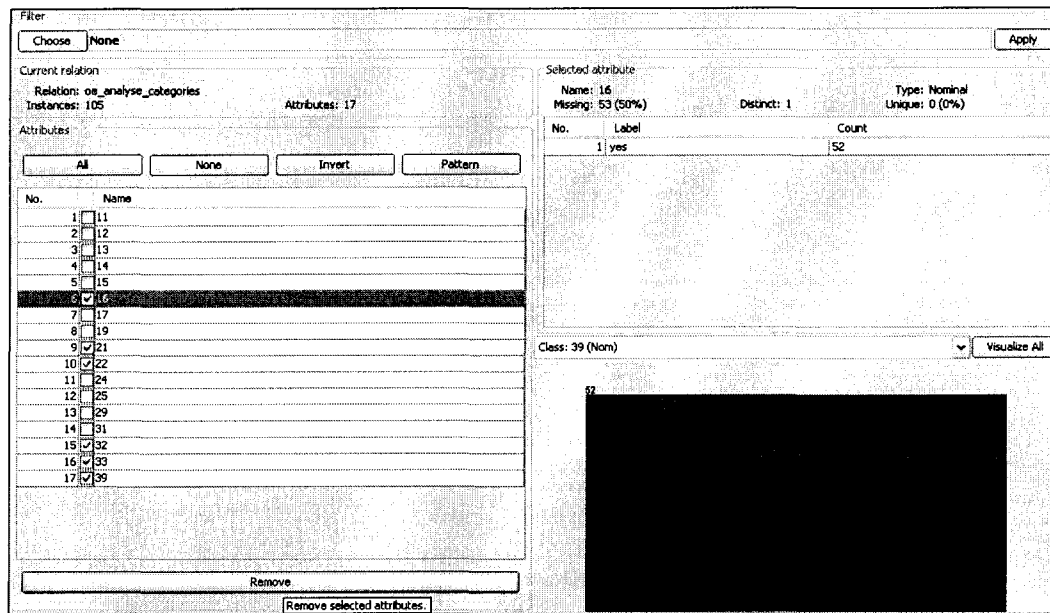 Filter
Choose None Apply
Current relation
Relation: oa_analyse_categories
Instances: 105 Attributes: 17
Attributes
All None Invert Pattern
No. Name
1 11
2 12
3 13
4 14
5 15
6 16
7 17
8 19
9 21
10 22
11 24
12 25
13 29
14 31
15 32
16 33
17 39
Remove
Remove selected attributes.
Selected attribute
Name: 16 Type: Nominal
Missing: 53 (50%) Distinct: 1 Unique: 0 (0%)
No. Label Count
1 yes 52
Class: 39 (Nom) Visualize All
52